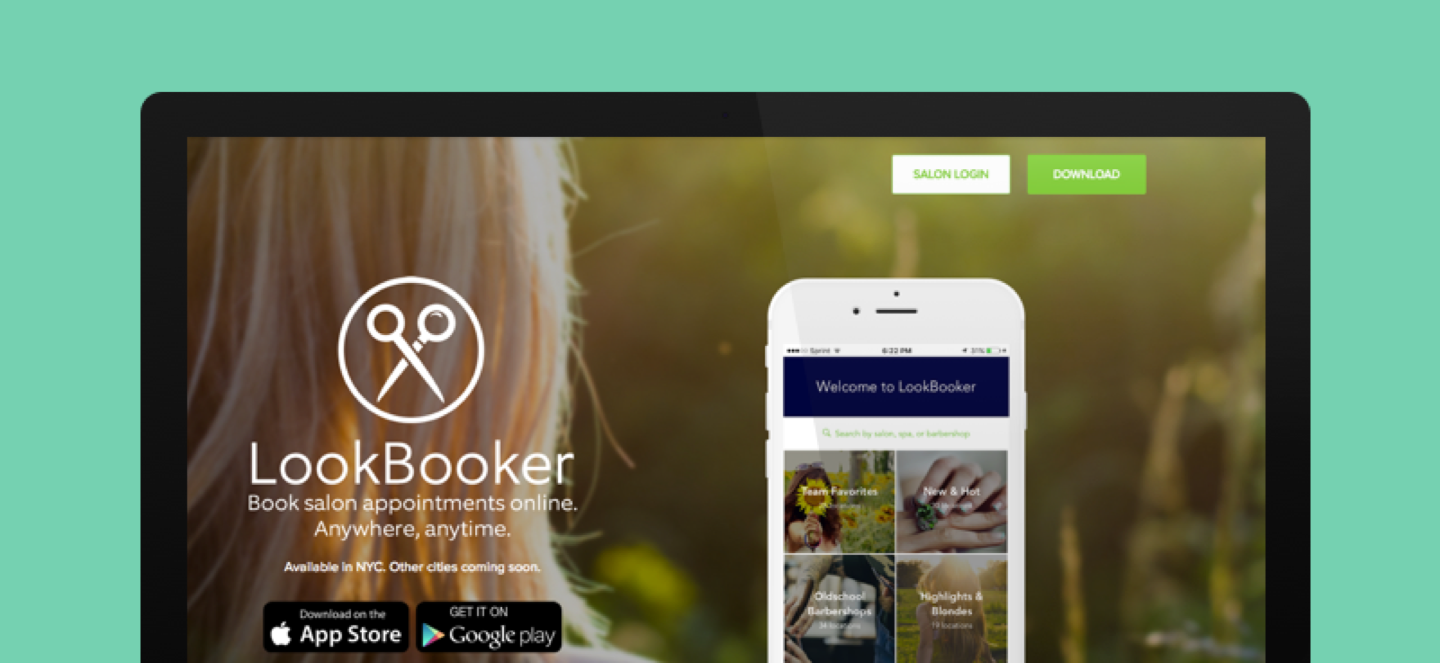 SALON LOGIN
DOWNLOAD
LookBooker
Book salon appointments online.
Anywhere, anytime.
Available in NYC. Other cities coming soon.
Download on the
App Store
GET IT ON
Google play
Sprint
6:22 PM
31%
Welcome to LookBooker
Search by salon, spa, or barbershop
Team Favorites
New & Hot
Oldschool
Barbershops
34 locations
Highlights &
Blondes
19 locations